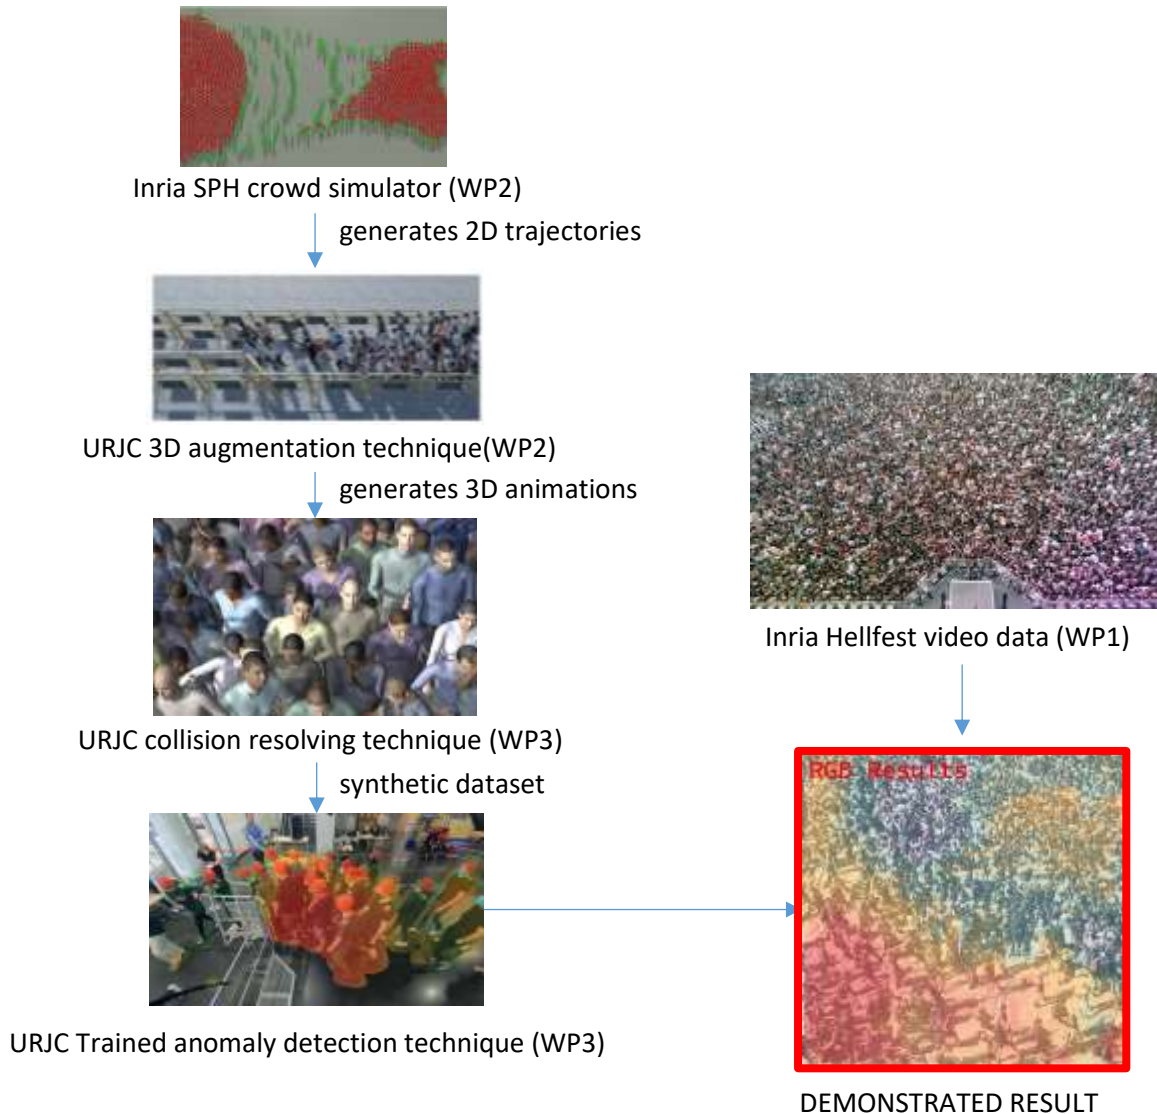 Inria SPH crowd simulator (WP2)
generates 2D trajectories
URJC 3D augmentation technique(WP2)
generates 3D animations
URJC collision resolving technique (WP3)
synthetic dataset
URJC Trained anomaly detection technique (WP3)
Inria Hellfest video data (WP1)
RGB Results
DEMONSTRATED RESULT